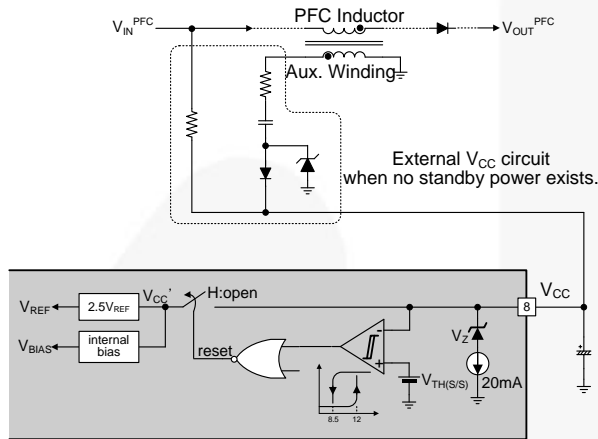 PFC Inductor
V_IN^PFC
V_OUT^PFC
Aux. Winding
External V_CC circuit
when no standby power exists.
H:open
V_CC'
V_CC
8
V_REF
2.5V_REF
V_Z
V_BIAS
internal
bias
reset
-
+
V_TH(S/S)
20mA
8.5 12
+